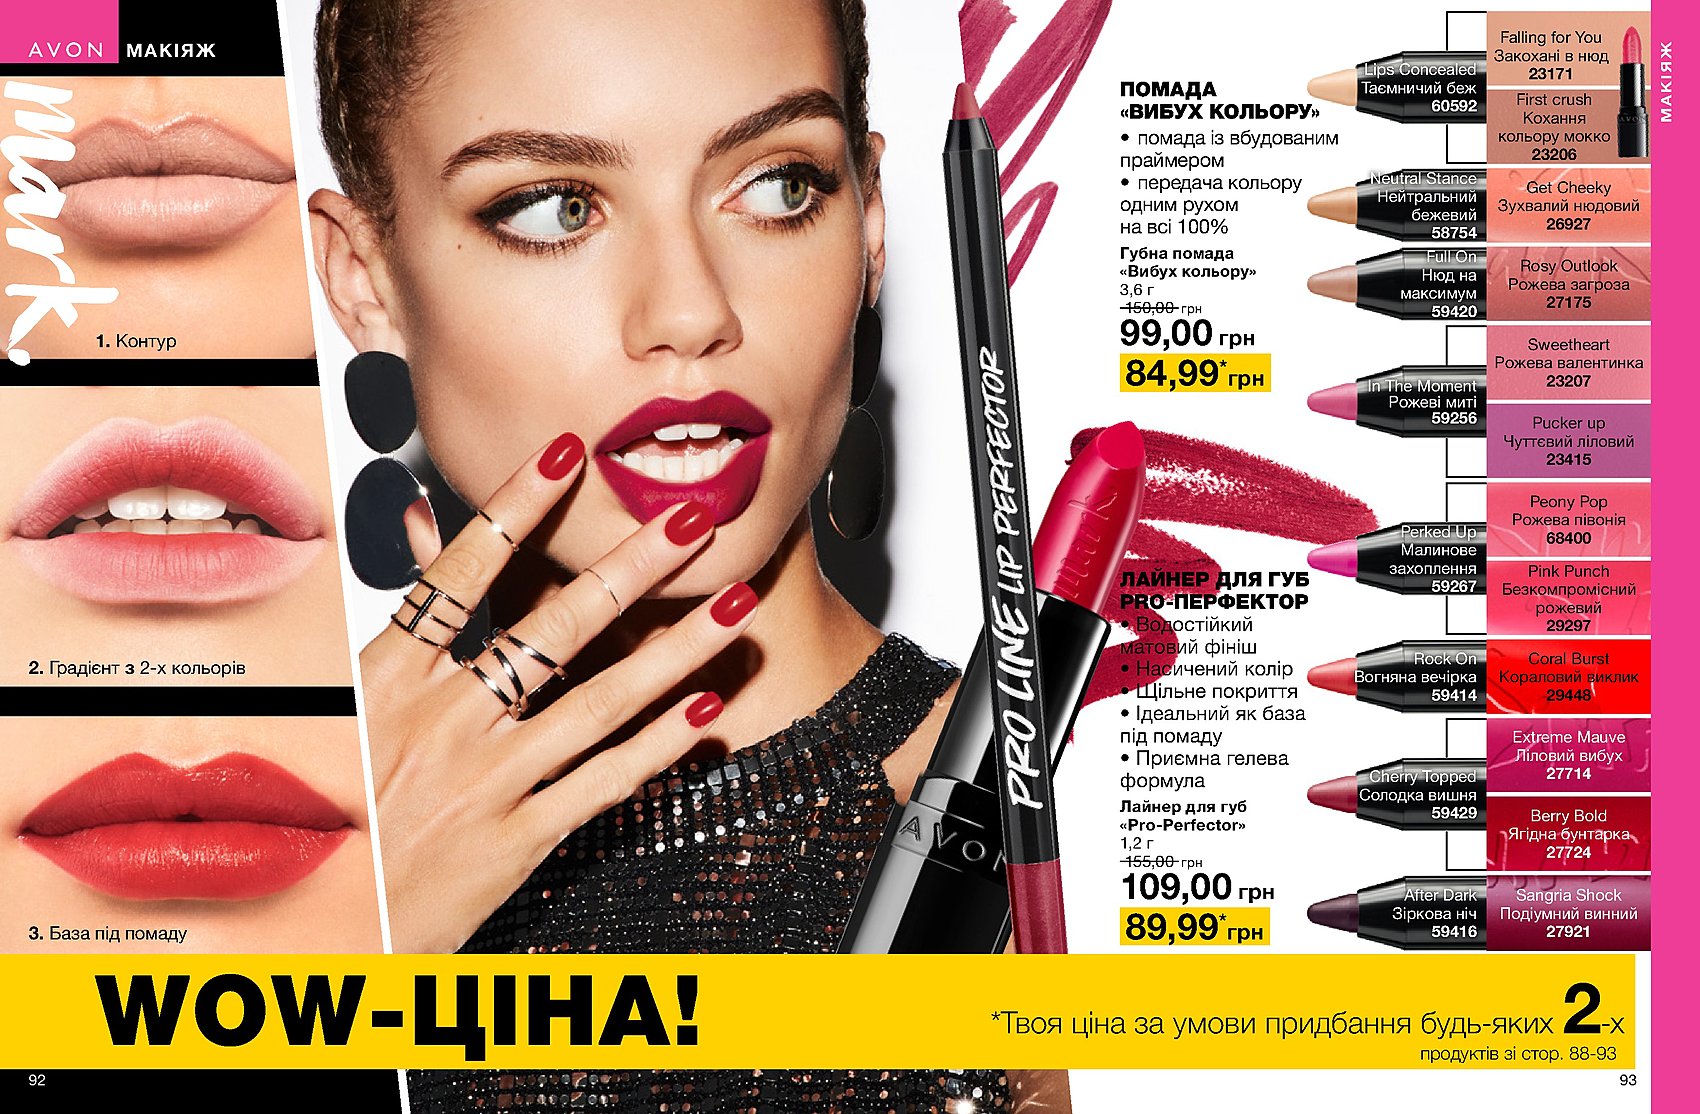 AVON МАКІЯЖ
mark.
1. Контур
2. Градієнт з 2-х кольорів
3. База під помаду
PRO LINE LIP PERFECTOR
mark
AVON
ПОМАДА
«ВИБУХ КОЛЬОРУ»
• помада із вбудованим
праймером
• передача кольору
одним рухом
на всі 100%
Губна помада
«Вибух кольору»
3,6 г
150,00 грн
99,00 грн
84,99* грн
ЛАЙНЕР ДЛЯ ГУБ
PRO-ПЕРФЕКТОР
• Водостійкий
матовий фініш
• Насичений колір
• Щільне покриття
• Ідеальний як база
під помаду
• Приємна гелева
формула
Лайнер для губ
«Pro-Perfector»
1,2 г
155,00 грн
109,00 грн
89,99* грн
Lips Concealed
Таємничий беж
60592
Neutral Stance
Нейтральний
бежевий
58754
Full On
Нюд на
максимум
59420
In The Moment
Рожеві миті
59256
Perked Up
Малинове
захоплення
59267
Rock On
Вогняна вечірка
59414
Cherry Topped
Солодка вишня
59429
After Dark
Зіркова ніч
59416
Falling for You
Закохані в нюд
23171
First crush
Кохання
кольору мокко
23206
AVON
Get Cheeky
Зухвалий нюдовий
26927
Rosy Outlook
Рожева загроза
27175
Sweetheart
Рожева валентинка
23207
Pucker up
Чуттєвий ліловий
23415
Peony Pop
Рожева півонія
68400
Pink Punch
Безкомпромісний
рожевий
29297
Coral Burst
Кораловий виклик
29448
Extreme Mauve
Ліловий вибух
27714
Berry Bold
Ягідна бунтарка
27724
Sangria Shock
Подіумний винний
27921
МАКІЯЖ
WOW-ЦІНА!
*Твоя ціна за умови придбання будь-яких 2-х
продуктів зі стор. 88-93
92
93